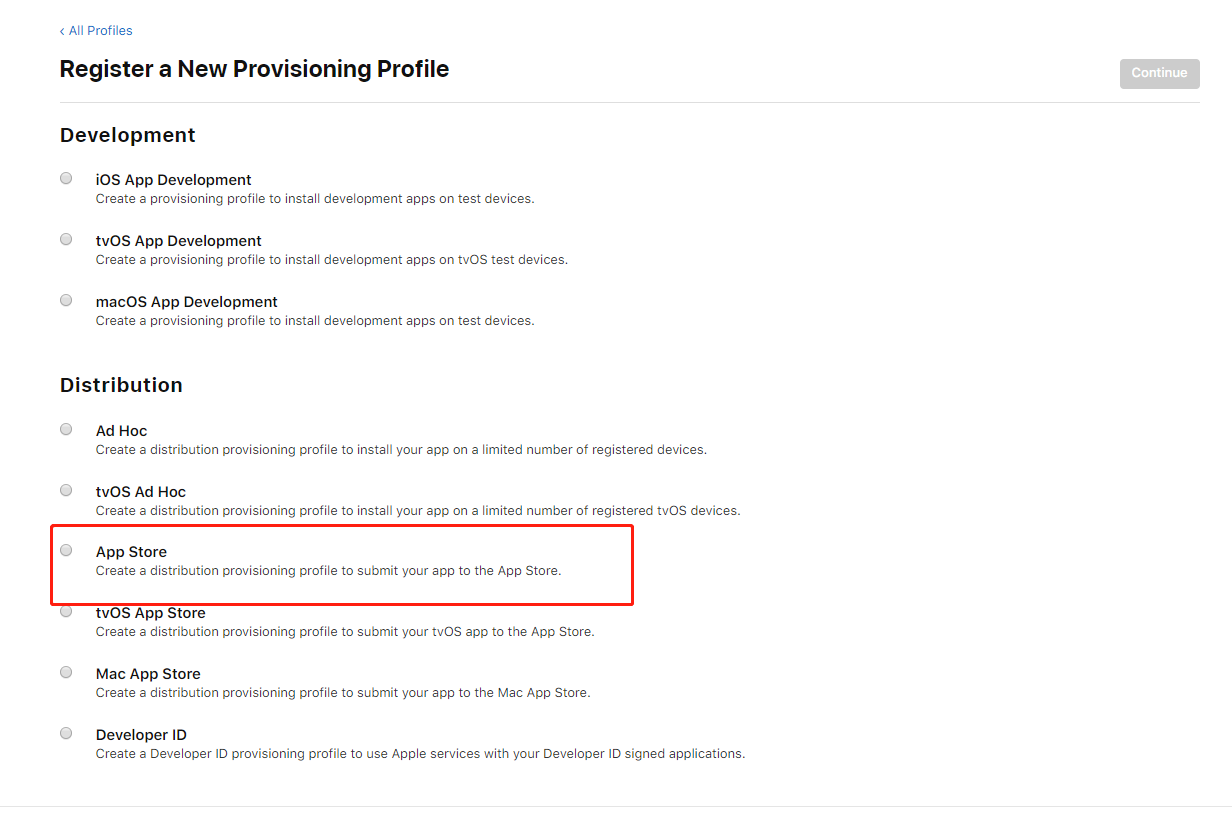 ‹ All Profiles
Register a New Provisioning Profile
Continue
Development
iOS App Development
Create a provisioning profile to install development apps on test devices.
tvOS App Development
Create a provisioning profile to install development apps on tvOS test devices.
macOS App Development
Create a provisioning profile to install development apps on test devices.
Distribution
Ad Hoc
Create a distribution provisioning profile to install your app on a limited number of registered devices.
tvOS Ad Hoc
Create a distribution provisioning profile to install your app on a limited number of registered tvOS devices.
App Store
Create a distribution provisioning profile to submit your app to the App Store.
tvOS App Store
Create a distribution provisioning profile to submit your tvOS app to the App Store.
Mac App Store
Create a distribution provisioning profile to submit your app to the Mac App Store.
Developer ID
Create a Developer ID provisioning profile to use Apple services with your Developer ID signed applications.